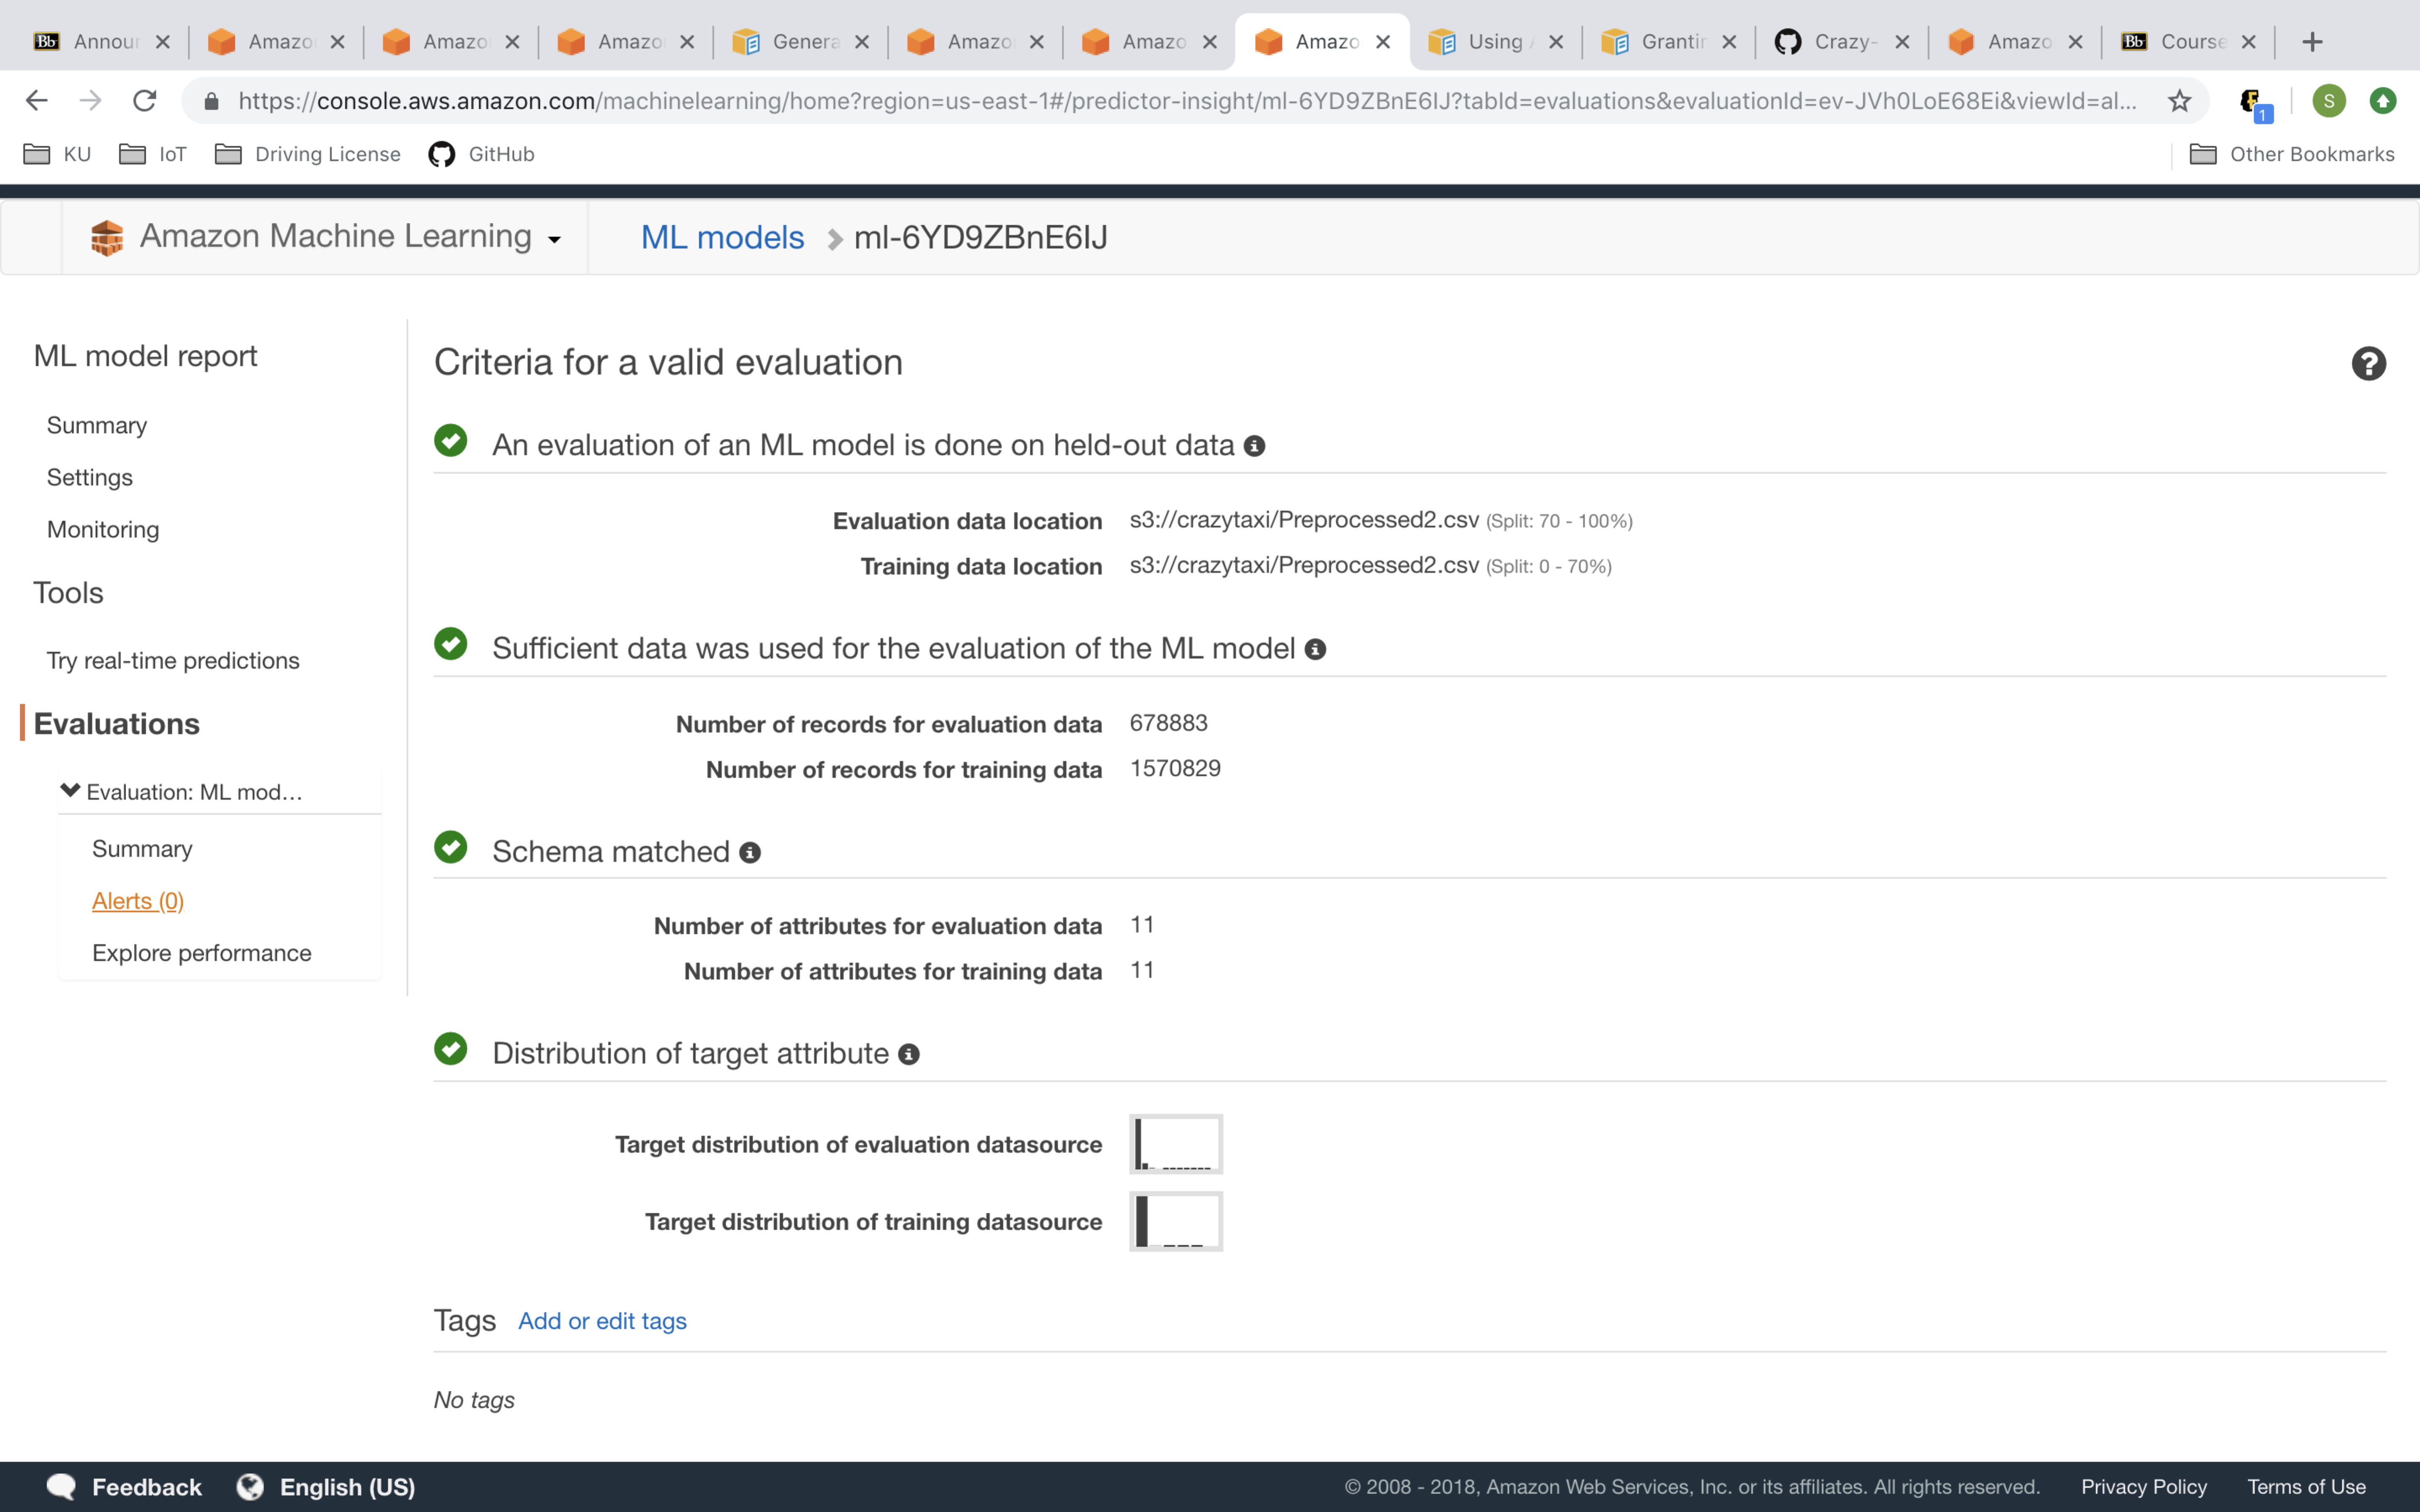 Bb Annou
Amazo
Amazo
Amazo
Genera
Amazo
Amazo
Amazo
Using
Grantin
Crazy-
Amazo
Bb Course
https://console.aws.amazon.com/machinelearning/home?region=us-east-1#/predictor-insight/ml-6YD9ZBnE6IJ?tabId=evaluations&evaluationId=ev-JVh0LoE68Ei&viewId=al...
1
S
KU
IoT
Driving License
GitHub
Other Bookmarks
Amazon Machine Learning
ML models
ml-6YD9ZBnE6IJ
ML model report
Summary
Settings
Monitoring
Tools
Try real-time predictions
Evaluations
Evaluation: ML mod...
Summary
Alerts (0)
Explore performance
Criteria for a valid evaluation
An evaluation of an ML model is done on held-out data
Evaluation data location s3://crazytaxi/Preprocessed2.csv (Split: 70 - 100%)
Training data location s3://crazytaxi/Preprocessed2.csv (Split: 0 - 70%)
Sufficient data was used for the evaluation of the ML model
Number of records for evaluation data 678883
Number of records for training data 1570829
Schema matched
Number of attributes for evaluation data 11
Number of attributes for training data 11
Distribution of target attribute
Target distribution of evaluation datasource
Target distribution of training datasource
Tags Add or edit tags
No tags
Feedback
English (US)
© 2008 - 2018, Amazon Web Services, Inc. or its affiliates. All rights reserved.
Privacy Policy
Terms of Use